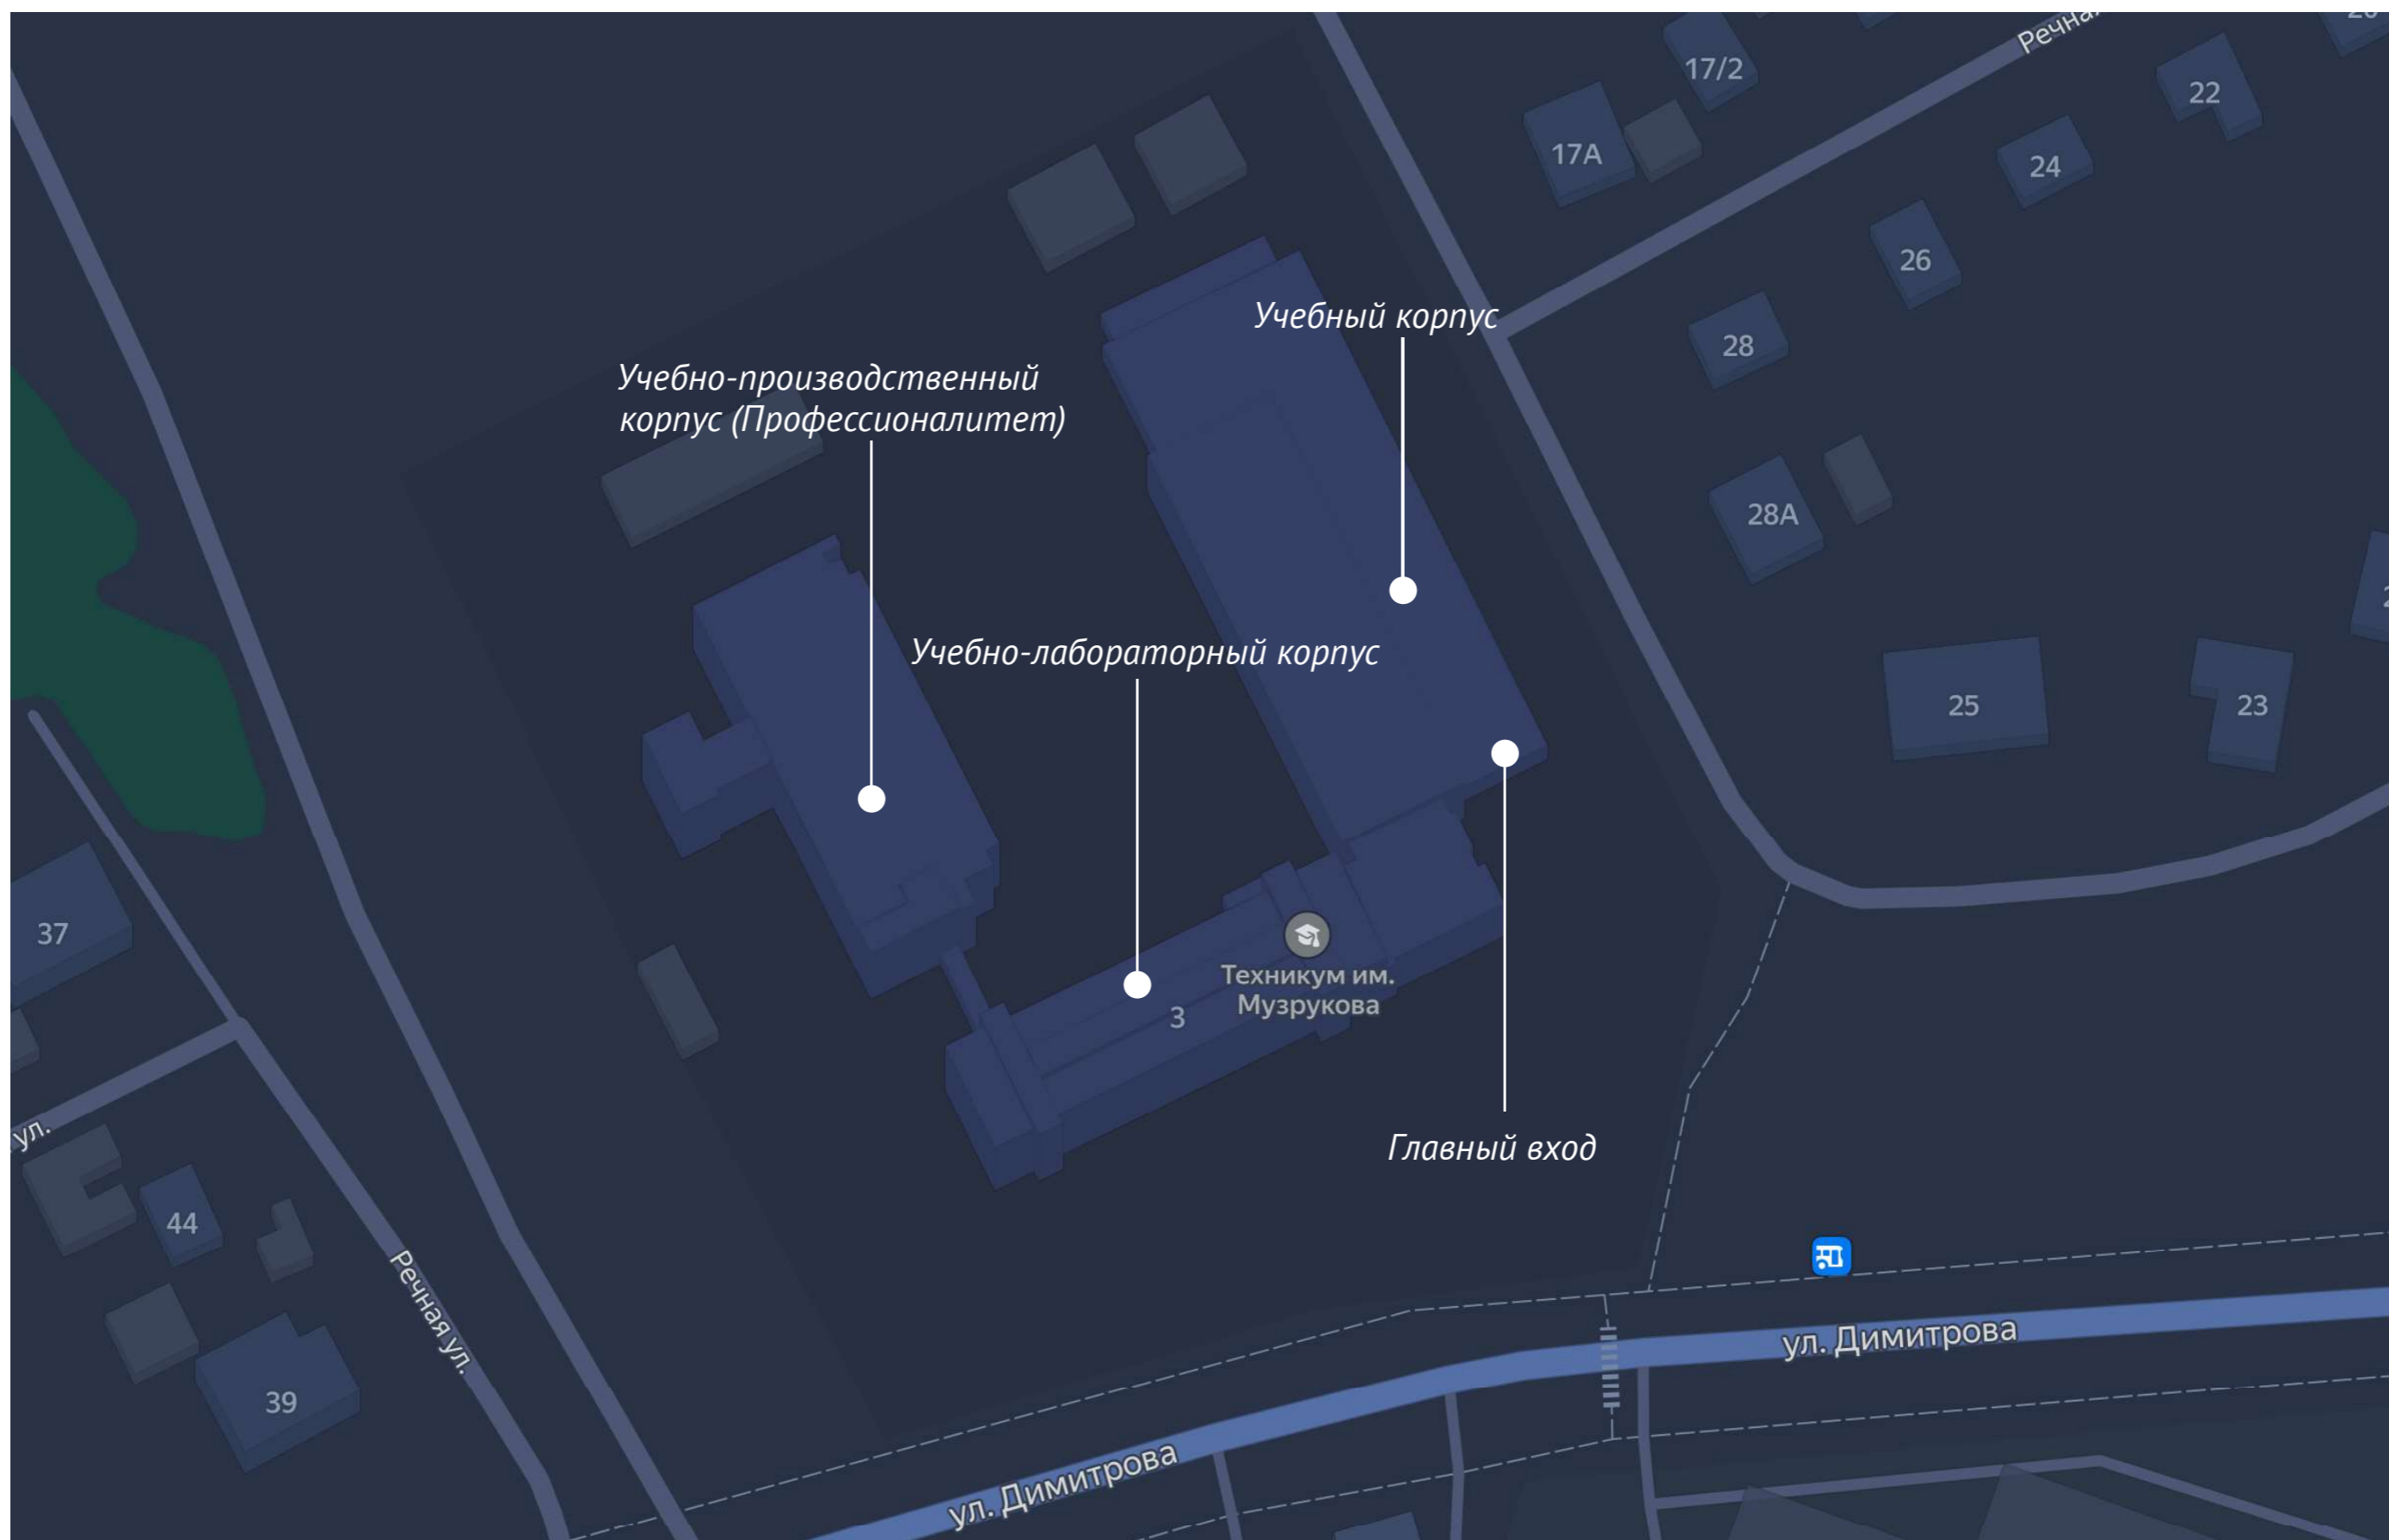 Речная
17/2
22
17А
24
26
Учебный корпус
28
Учебно-производственный
корпус (Профессионалитет)
28А
Учебно-лабораторный корпус
25
23
37
Техникум им.
Музрукова
3
ул.
Главный вход
44
Речная ул.
39
ул. Димитрова
ул. Димитрова